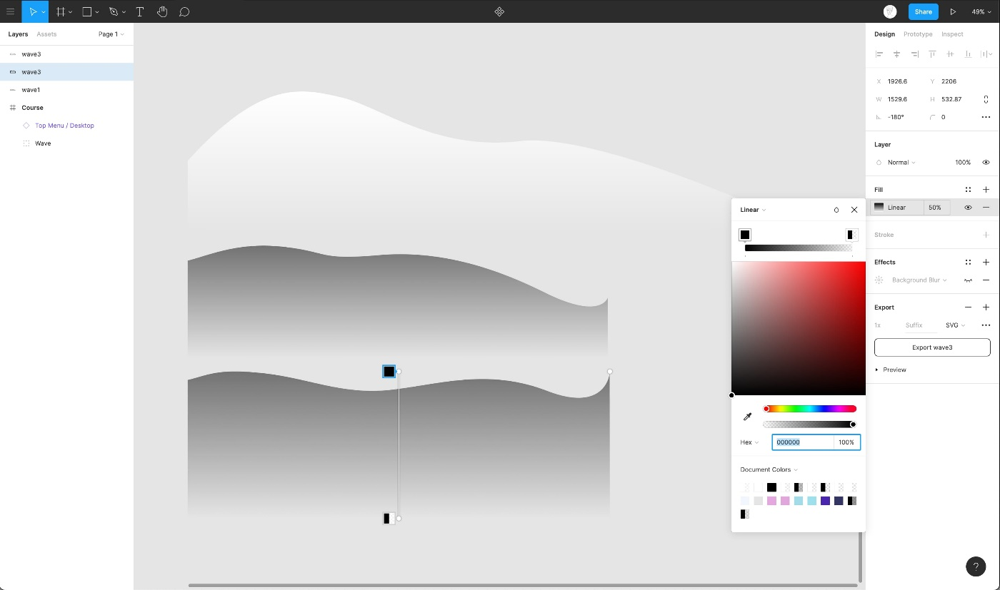 Share
49%
Layers
Assets
Page 1
wave3
wave3
wave1
Course
Top Menu / Desktop
Wave
Linear
Hex
000000
100%
Document Colors
Design
Prototype
Inspect
X
1926.6
Y
2206
W
1529.6
H
532.87
-180°
0
Layer
Normal
100%
Fill
Linear
50%
Stroke
Effects
Background Blur
Export
1x
Suffix
SVG
Export wave3
Preview
?